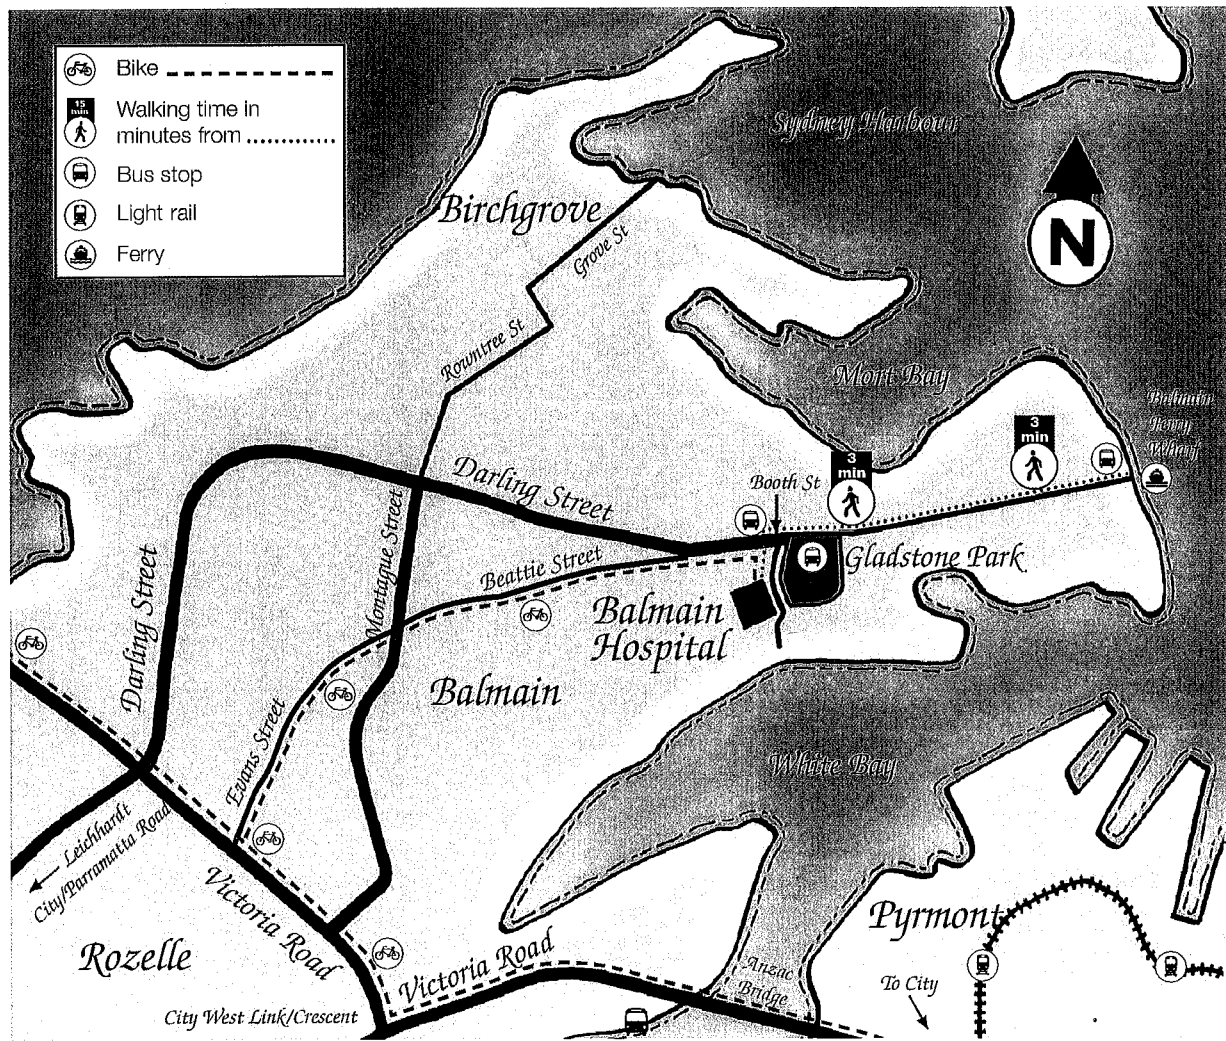 Bike
15
min
Walking time in
minutes from
Bus stop
Light rail
Ferry
Sydney Harbour
N
Birchgrove
Grove St
Rowntree St
Mort Bay
Balmain
Ferry
Wharf
3
min
3
min
Darling Street
Booth St
Montague Street
Beattie Street
Gladstone Park
Balmain
Hospital
Darling Street
Balmain
Evans Street
White Bay
Leichhardt
City/Parramatta Road
Victoria Road
Pyrmont
Rozelle
Victoria Road
Anzac
Bridge
To City
City West Link/Crescent